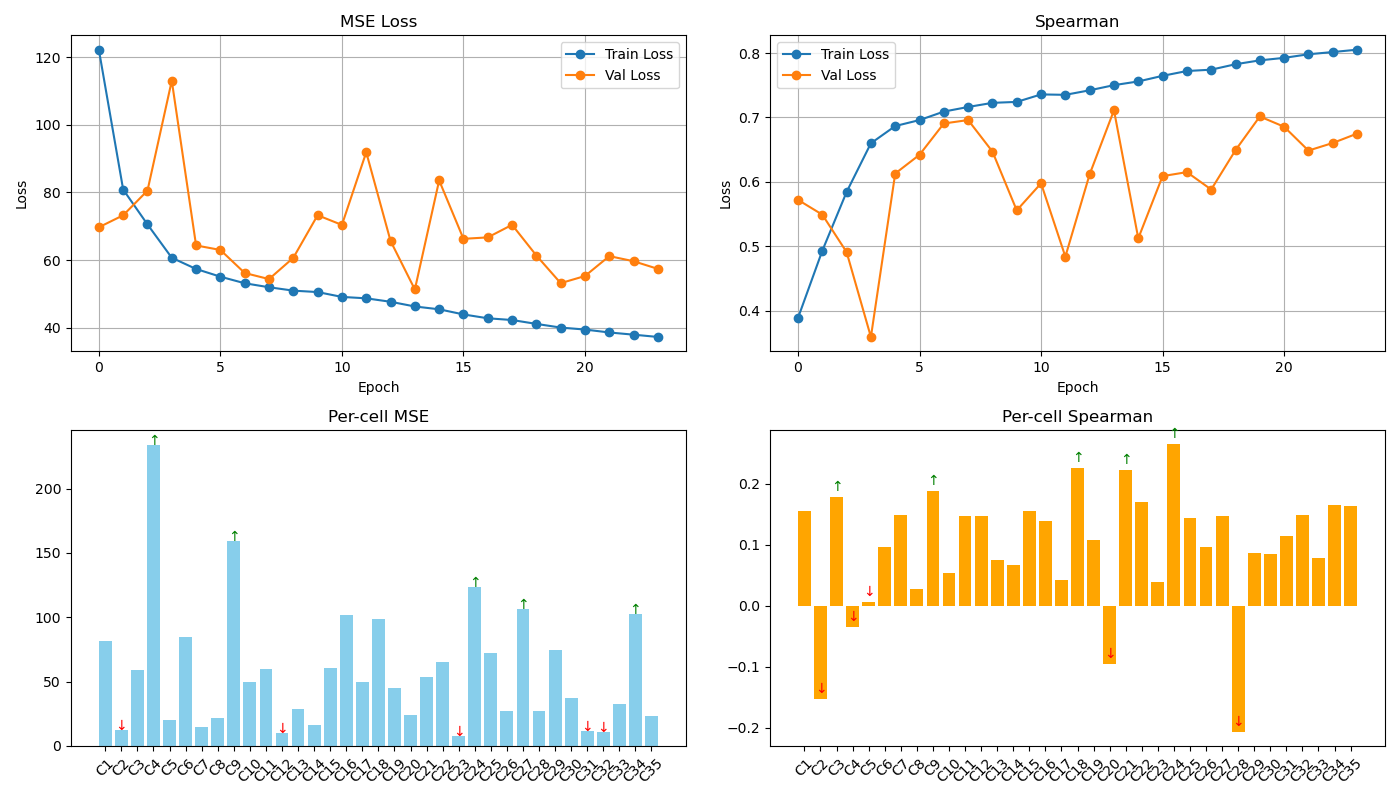 MSE Loss
120
100
80
60
40
Loss
Train Loss
Val Loss
0 5 10 15 20
Epoch
Spearman
0.8
0.7
0.6
0.5
0.4
Loss
Train Loss
Val Loss
0 5 10 15 20
Epoch
Per-cell MSE
200
150
100
50
0
↑ ↓ ↑ ↓ ↓ ↑ ↑ ↓ ↓ ↑
C1 C2 C3 C4 C5 C6 C7 C8 C9 C10 C11 C12 C13 C14 C15 C16 C17 C18 C19 C20 C21 C22 C23 C24 C25 C26 C27 C28 C29 C30 C31 C32 C33 C34 C35
Per-cell Spearman
0.2
0.1
0.0
−0.1
−0.2
↑ ↑ ↑ ↑ ↑ ↓ ↓ ↓ ↓ ↓
C1 C2 C3 C4 C5 C6 C7 C8 C9 C10 C11 C12 C13 C14 C15 C16 C17 C18 C19 C20 C21 C22 C23 C24 C25 C26 C27 C28 C29 C30 C31 C32 C33 C34 C35